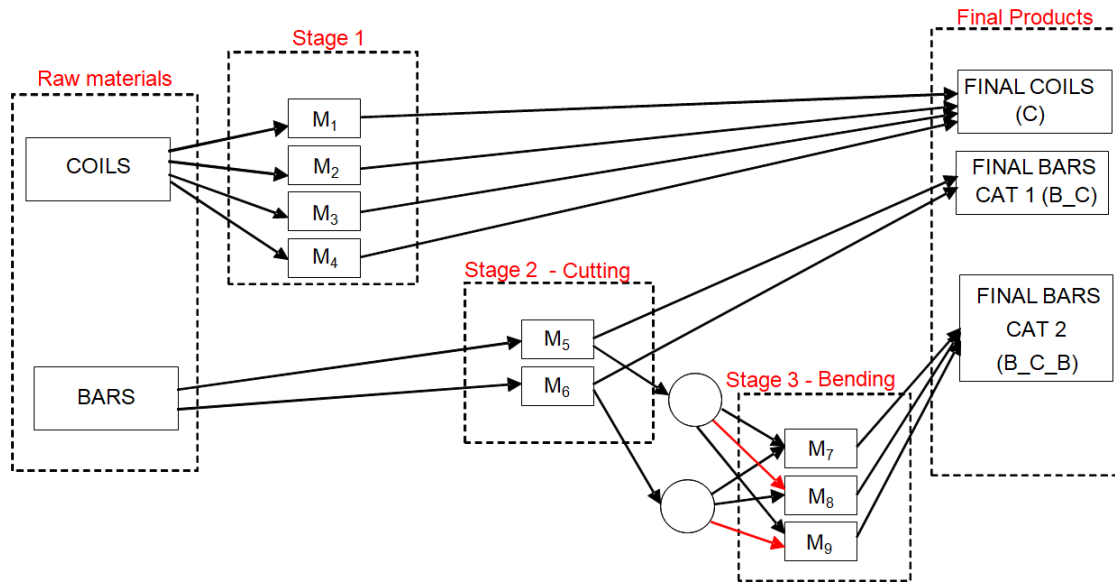 Final Products
Stage 1
Raw materials
FINAL COILS
(C)
M₁
COILS
M₂
FINAL BARS
CAT 1 (B_C)
M₃
M₄
Stage 2 - Cutting
FINAL BARS
CAT 2
(B_C_B)
M₅
BARS
M₆
Stage 3 - Bending
M₇
M₈
M₉